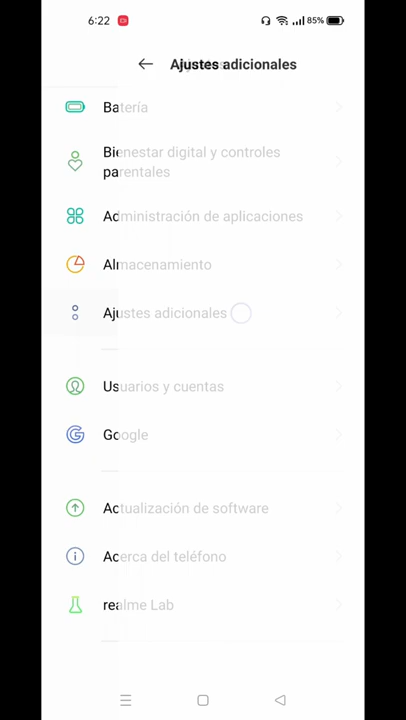 6:22
85%
Ajustes adicionales
Batería
Bienestar digital y controles
parentales
Administración de aplicaciones
Almacenamiento
Ajustes adicionales
Usuarios y cuentas
Google
Actualización de software
Acerca del teléfono
realme Lab